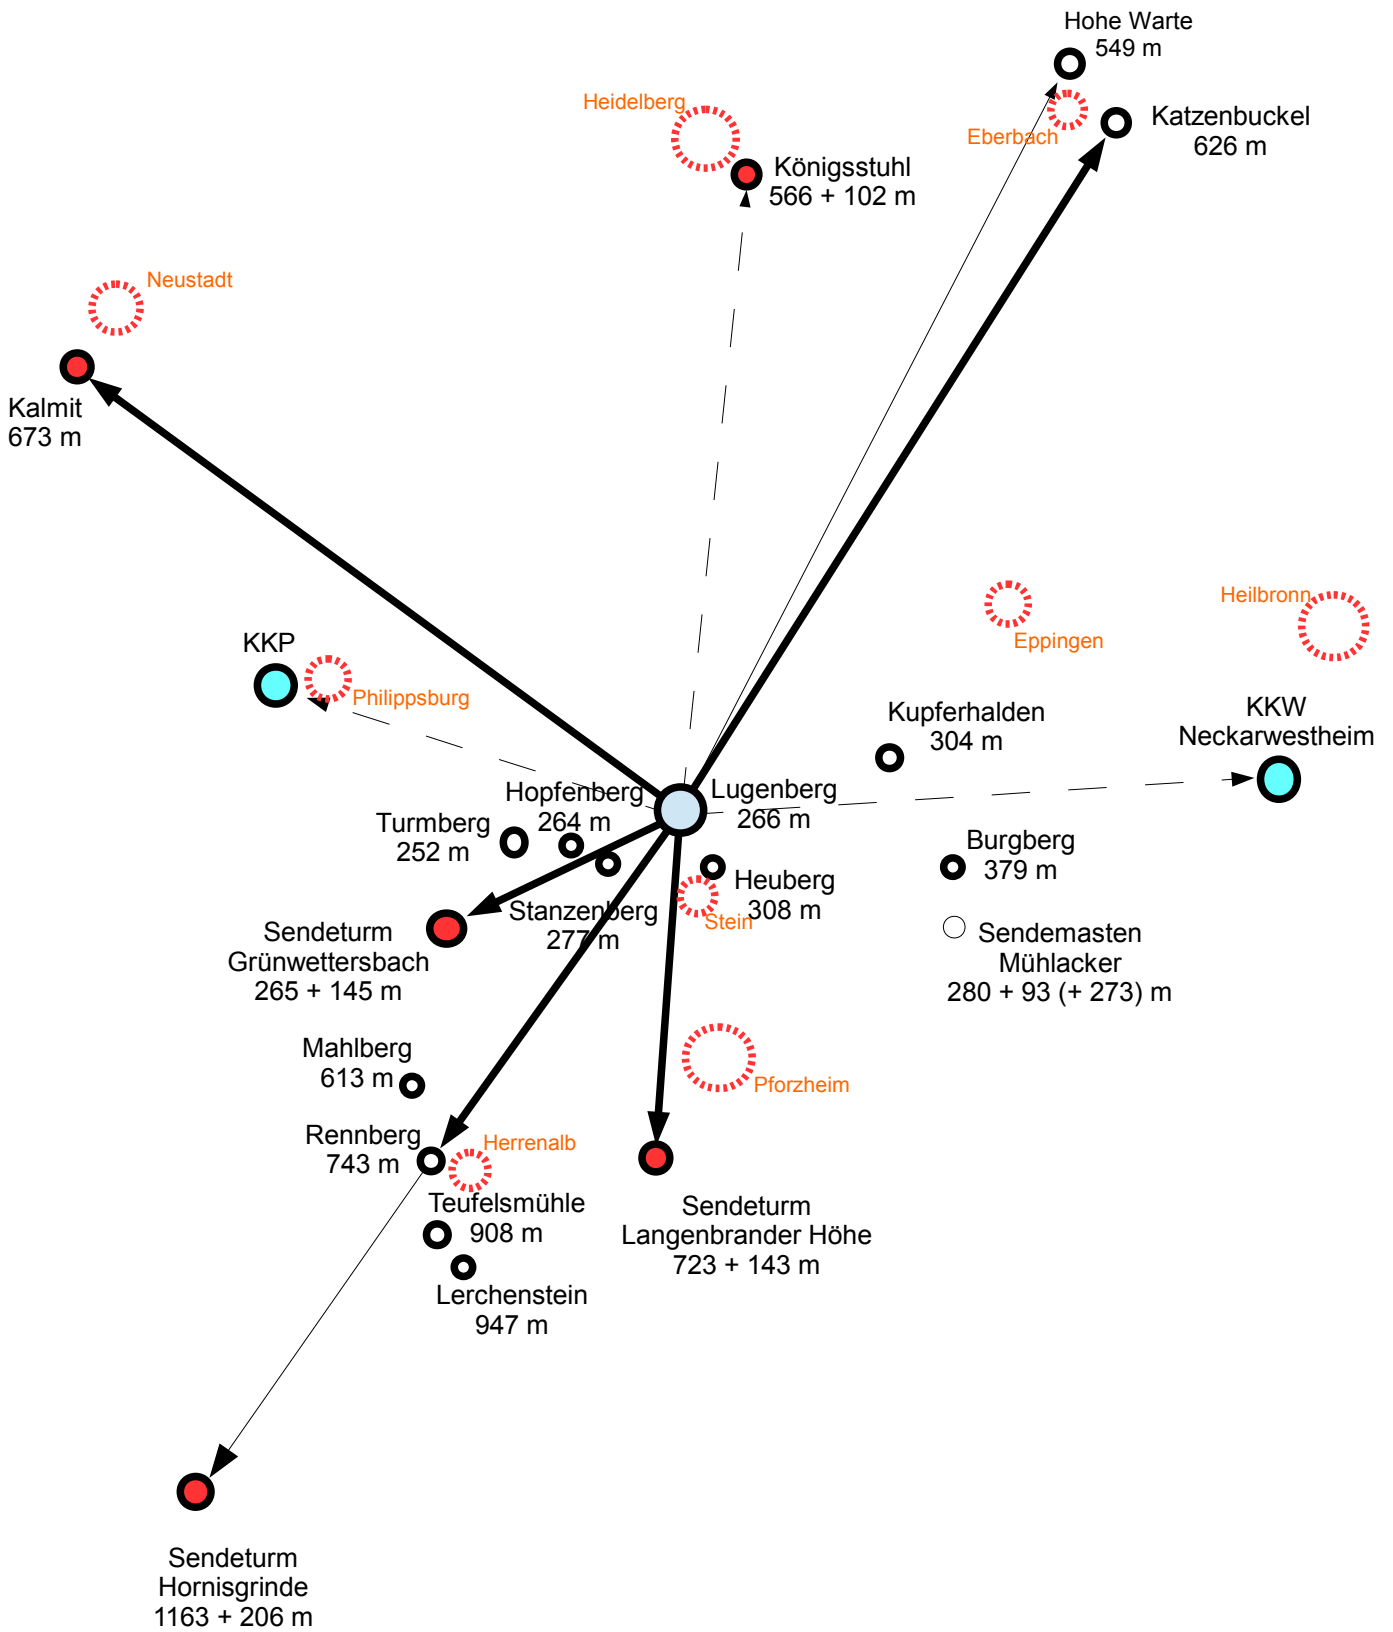 Hohe Warte
549 m
Heidelberg
Katzenbuckel
626 m
Eberbach
Königsstuhl
566 + 102 m
Neustadt
Kalmit
673 m
Heilbronn
Eppingen
KKP
Philippsburg
Kupferhalden
304 m
KKW
Neckarwestheim
Hopfenberg
264 m
Lugenberg
266 m
Turmberg
252 m
Burgberg
379 m
Heuberg
308 m
Stanzenberg
277 m
Stein
Sendeturm
Grünwettersbach
265 + 145 m
Sendemasten
Mühlacker
280 + 93 (+ 273) m
Mahlberg
613 m
Pforzheim
Rennberg
743 m
Herrenalb
Teufelsmühle
908 m
Sendeturm
Langenbrander Höhe
723 + 143 m
Lerchenstein
947 m
Sendeturm
Hornisgrinde
1163 + 206 m